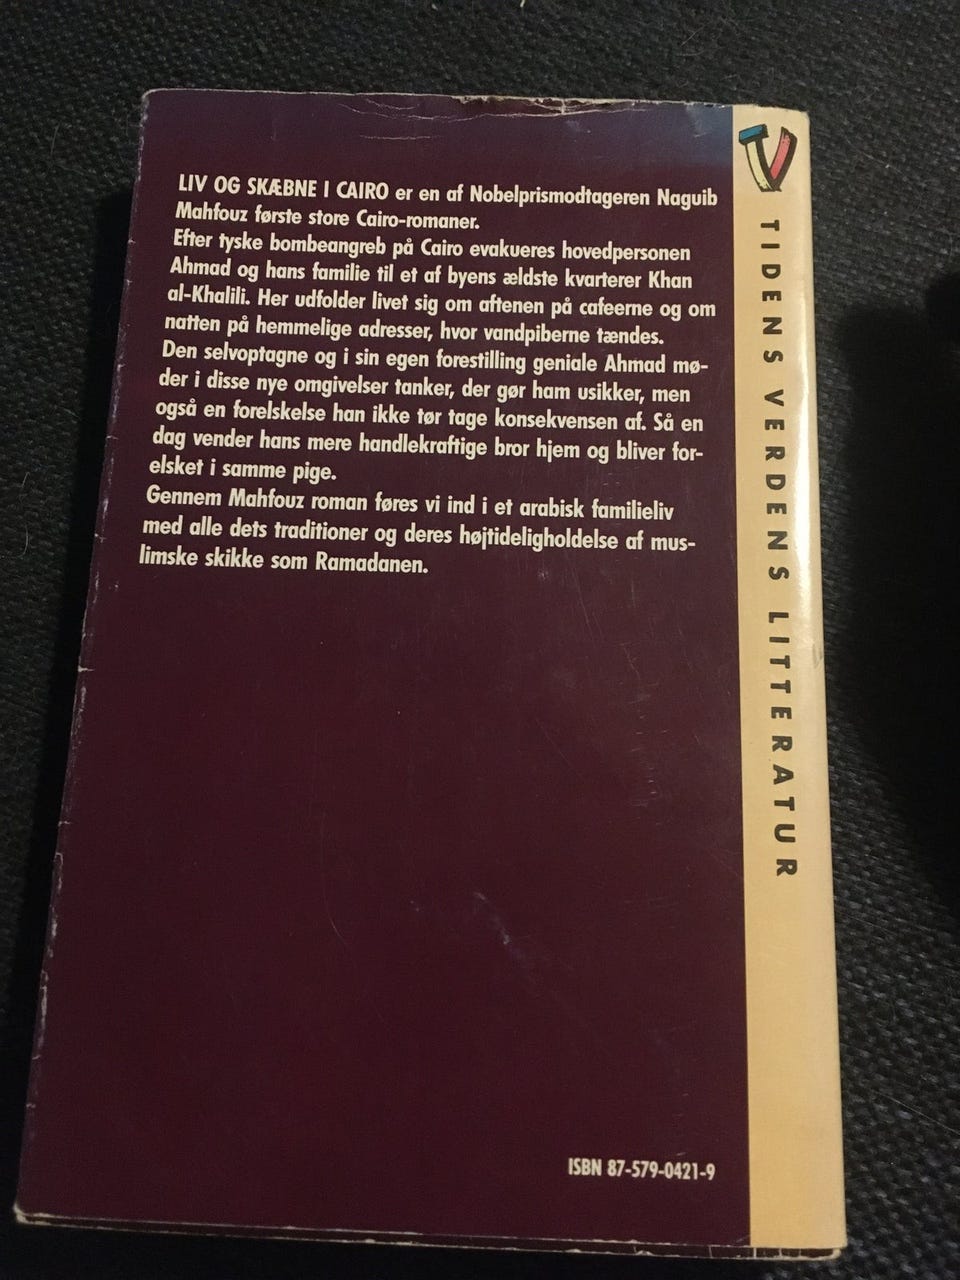 LIV OG SKÆBNE I CAIRO er en af Nobelprismodtageren Naguib
Mahfouz første store Cairo-romaner.
Efter tyske bombeangreb på Cairo evakueres hovedpersonen
Ahmad og hans familie til et af byens ældste kvarterer Khan
al-Khalili. Her udfolder livet sig om aftenen på cafeerne og om
natten på hemmelige adresser, hvor vandpiberne tændes.
Den selvoptagne og i sin egen forestilling geniale Ahmad mø-
der i disse nye omgivelser tanker, der gør ham usikker, men
også en forelskelse han ikke tør tage konsekvensen af. Så en
dag vender hans mere handlekraftige bror hjem og bliver for-
elsket i samme pige.
Gennem Mahfouz roman føres vi ind i et arabisk familieliv
med alle dets traditioner og deres højtideligholdelse af mus-
limske skikke som Ramadanen.
ISBN 87-579-0421-9
TV
TIDENS VERDENS LITTERATUR